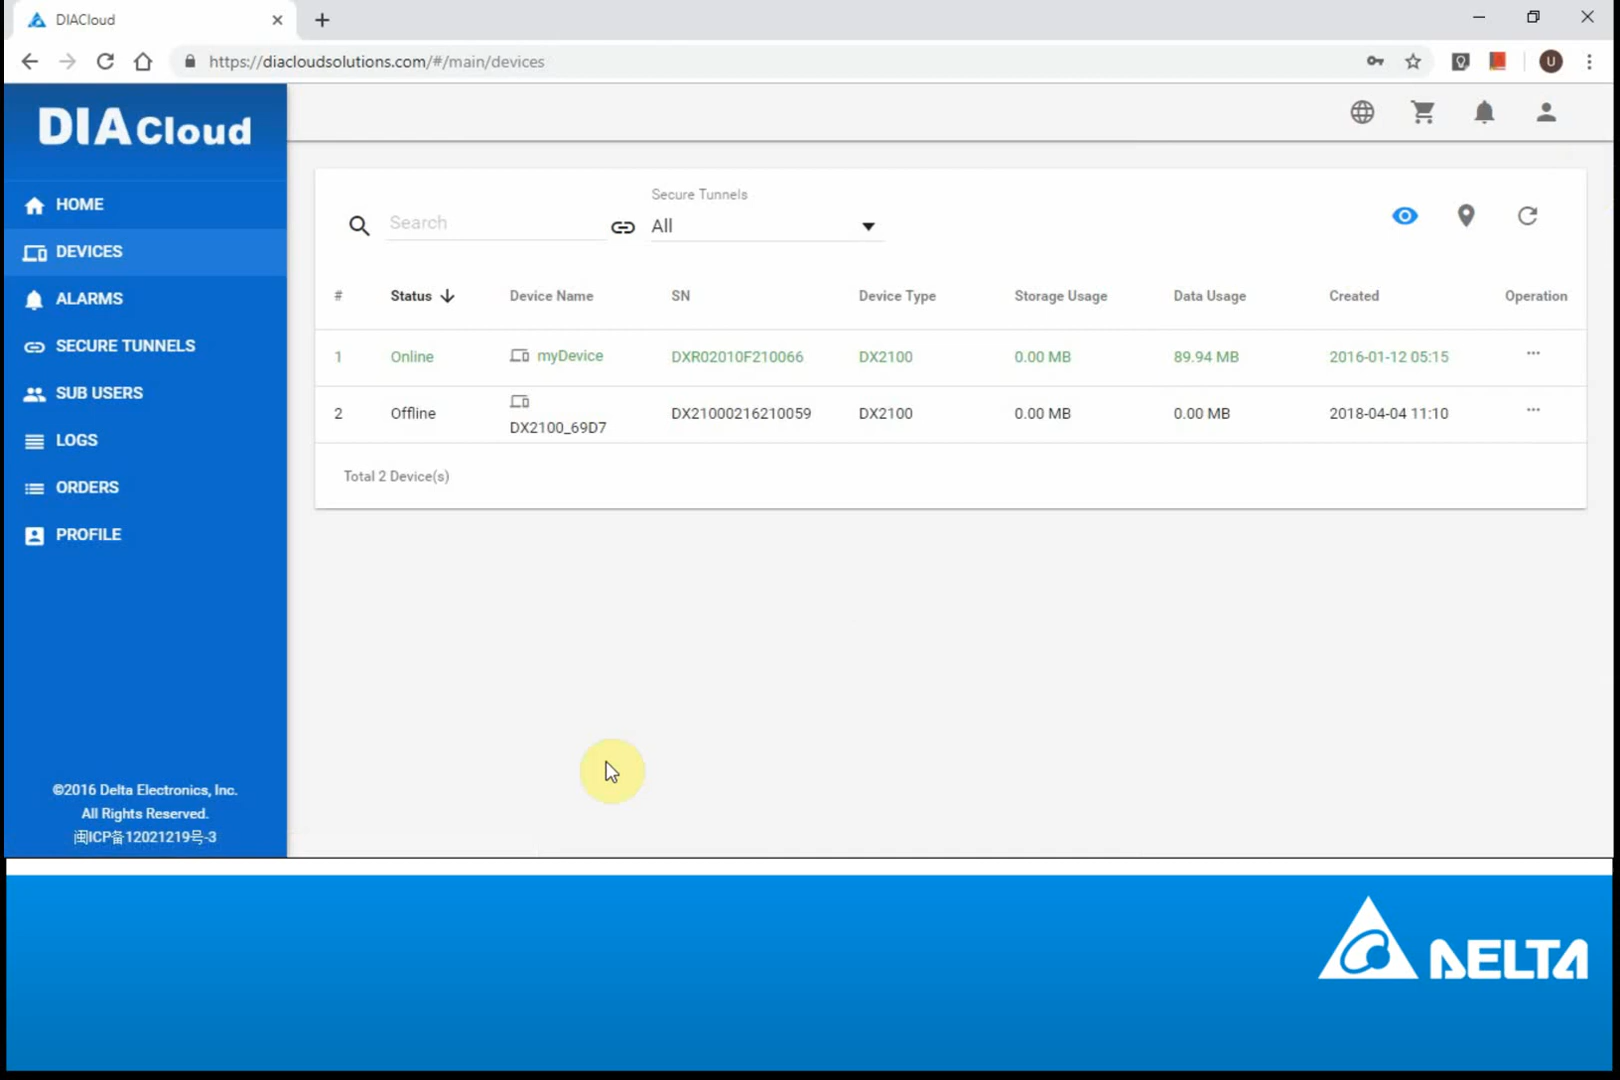 DIACloud
https://diacloudsolutions.com/#/main/devices
U
DIACloud
HOME
DEVICES
ALARMS
SECURE TUNNELS
SUB USERS
LOGS
ORDERS
PROFILE
©2016 Delta Electronics, Inc.
All Rights Reserved.
闽ICP备12021219号-3
Search
Secure Tunnels
All
# Status Device Name SN Device Type Storage Usage Data Usage Created Operation
1 Online myDevice DXR02010F210066 DX2100 0.00 MB 89.94 MB 2016-01-12 05:15 ...
2 Offline DX2100_69D7 DX21000216210059 DX2100 0.00 MB 0.00 MB 2018-04-04 11:10 ...
Total 2 Device(s)
DELTA